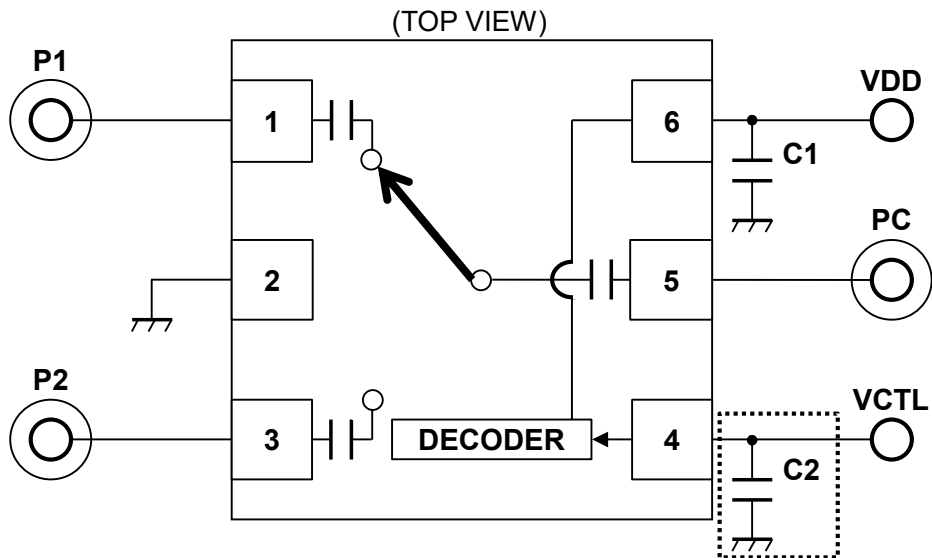 (TOP VIEW)
P1
VDD
1
6
C1
PC
2
5
P2
VCTL
3
DECODER
4
C2